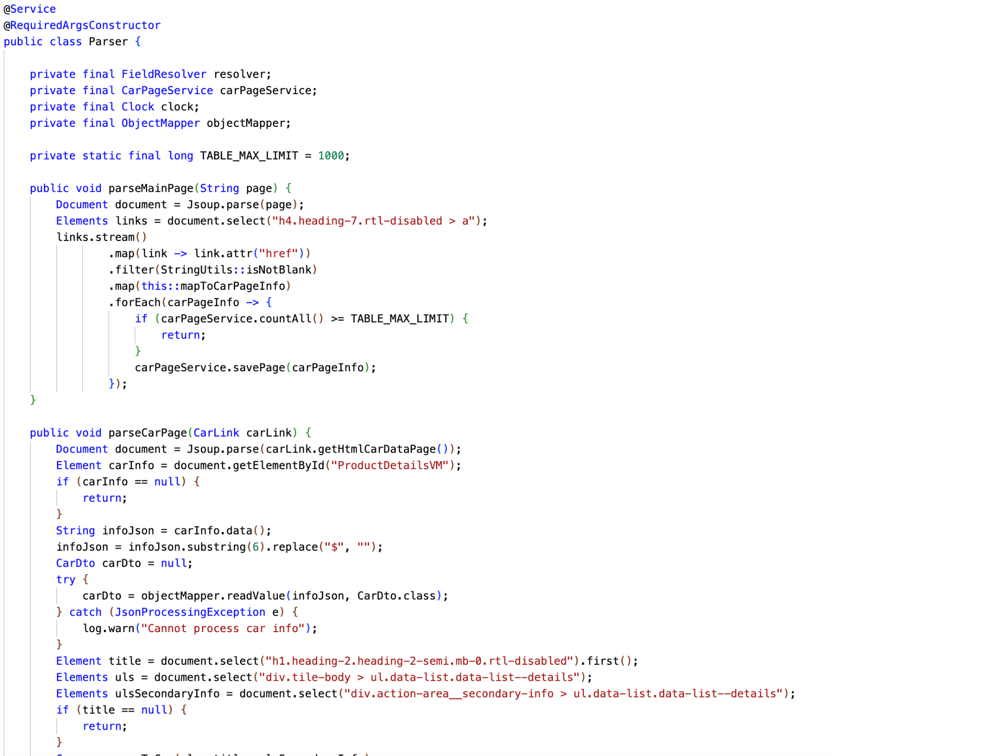 @Service
@RequiredArgsConstructor
public class Parser {
private final FieldResolver resolver;
private final CarPageService carPageService;
private final Clock clock;
private final ObjectMapper objectMapper;
private static final long TABLE_MAX_LIMIT = 1000;
public void parseMainPage(String page) {
Document document = Jsoup.parse(page);
Elements links = document.select("h4.heading-7.rtl-disabled > a");
links.stream()
.map(link -> link.attr("href"))
.filter(StringUtils::isNotBlank)
.map(this::mapToCarPageInfo)
.forEach(carPageInfo -> {
if (carPageService.countAll() >= TABLE_MAX_LIMIT) {
return;
}
carPageService.savePage(carPageInfo);
});
}
public void parseCarPage(CarLink carLink) {
Document document = Jsoup.parse(carLink.getHtmlCarDataPage());
Element carInfo = document.getElementById("ProductDetailsVM");
if (carInfo == null) {
return;
}
String infoJson = carInfo.data();
infoJson = infoJson.substring(6).replace("$", "");
CarDto carDto = null;
try {
carDto = objectMapper.readValue(infoJson, CarDto.class);
} catch (JsonProcessingException e) {
log.warn("Cannot process car info");
}
Element title = document.select("h1.heading-2.heading-2-semi.mb-0.rtl-disabled").first();
Elements uls = document.select("div.tile-body > ul.data-list.data-list--details");
Elements ulsSecondaryInfo = document.select("div.action-area__secondary-info > ul.data-list.data-list--details");
if (title == null) {
return;
}